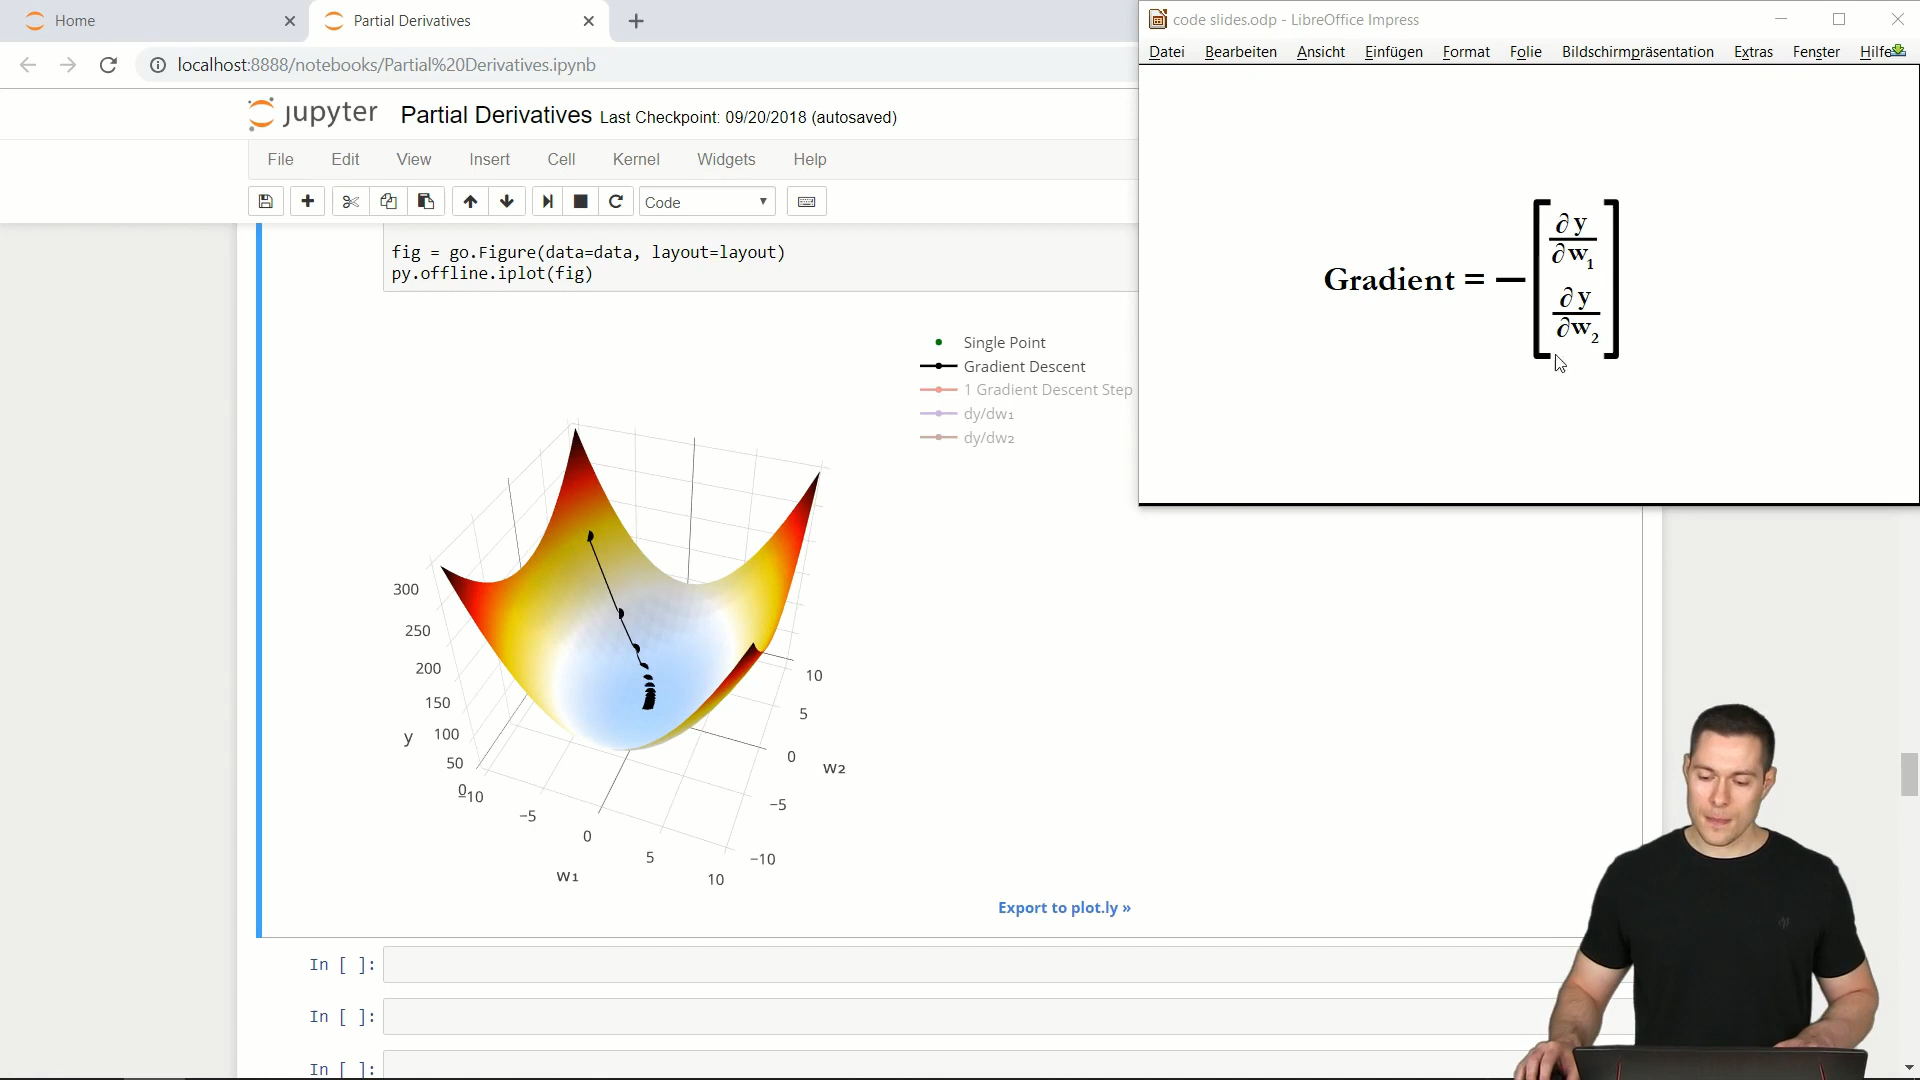 Home
Partial Derivatives
localhost:8888/notebooks/Partial%20Derivatives.ipynb
jupyter Partial Derivatives Last Checkpoint: 09/20/2018 (autosaved)
File Edit View Insert Cell Kernel Widgets Help
Code
fig = go.Figure(data=data, layout=layout)
py.offline.iplot(fig)
Single Point
Gradient Descent
1 Gradient Descent Step
dy/dw₁
dy/dw₂
300
250
200
150
100
50
0
y
−10
−5
0
5
10
w₁
10
5
0
−5
−10
w₂
Export to plot.ly »
In [ ]:
In [ ]:
In [ ]:
code slides.odp - LibreOffice Impress
Datei Bearbeiten Ansicht Einfügen Format Folie Bildschirmpräsentation Extras Fenster Hilfe
∂y
∂w₁
Gradient = −
∂y
∂w₂